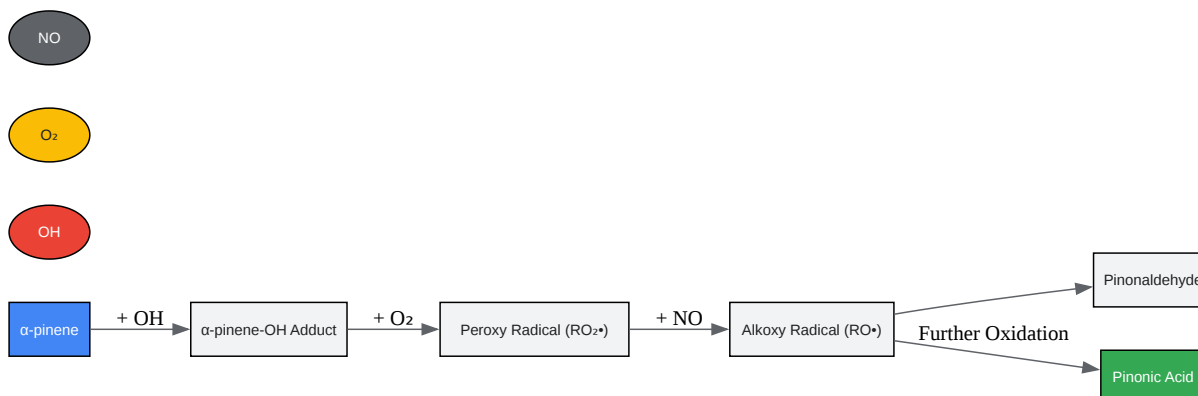 NO
O₂
OH
α-pinene
+ OH
α-pinene-OH Adduct
+ O₂
Peroxy Radical (RO₂•)
+ NO
Alkoxy Radical (RO•)
Further Oxidation
Pinonaldehyde
Pinonic Acid